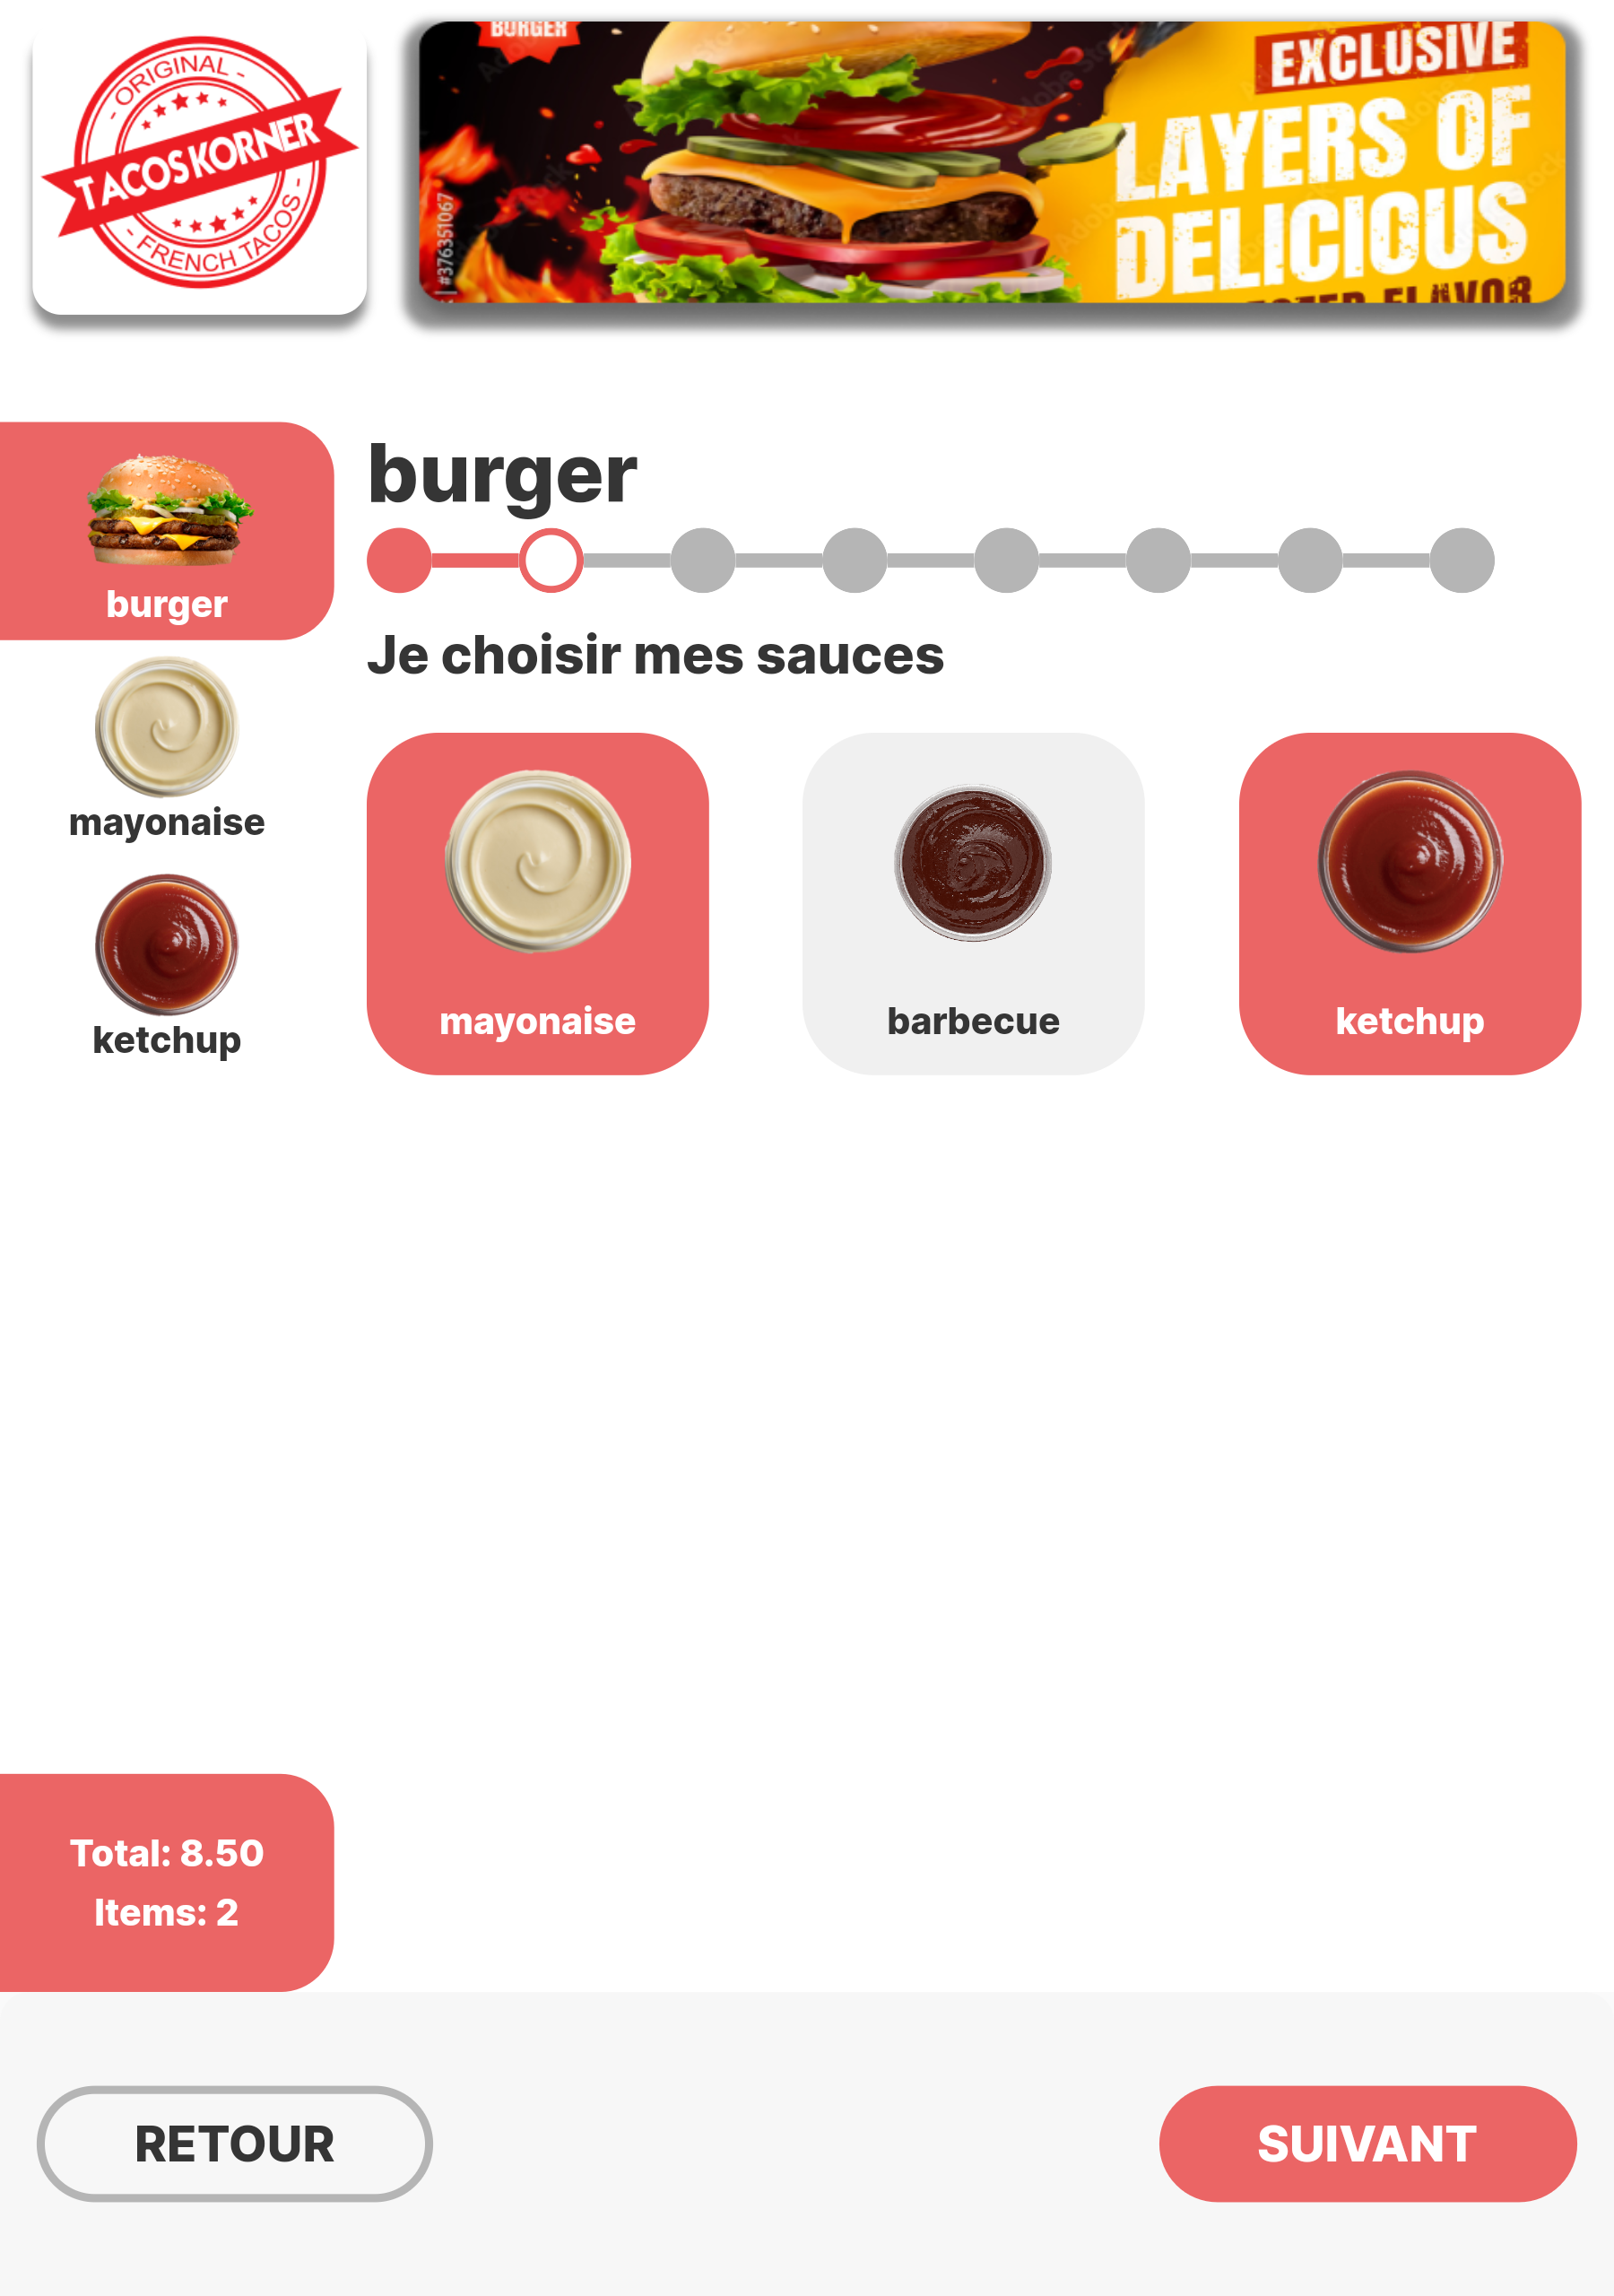 - ORIGINAL -
TACOS KORNER
- FRENCH TACOS -
BURGER
EXCLUSIVE
LAYERS OF
DELICIOUS
FLAVOR
#376351067
burger
burger
Je choisir mes sauces
mayonaise
ketchup
mayonaise
barbecue
ketchup
Total: 8.50
Items: 2
RETOUR
SUIVANT